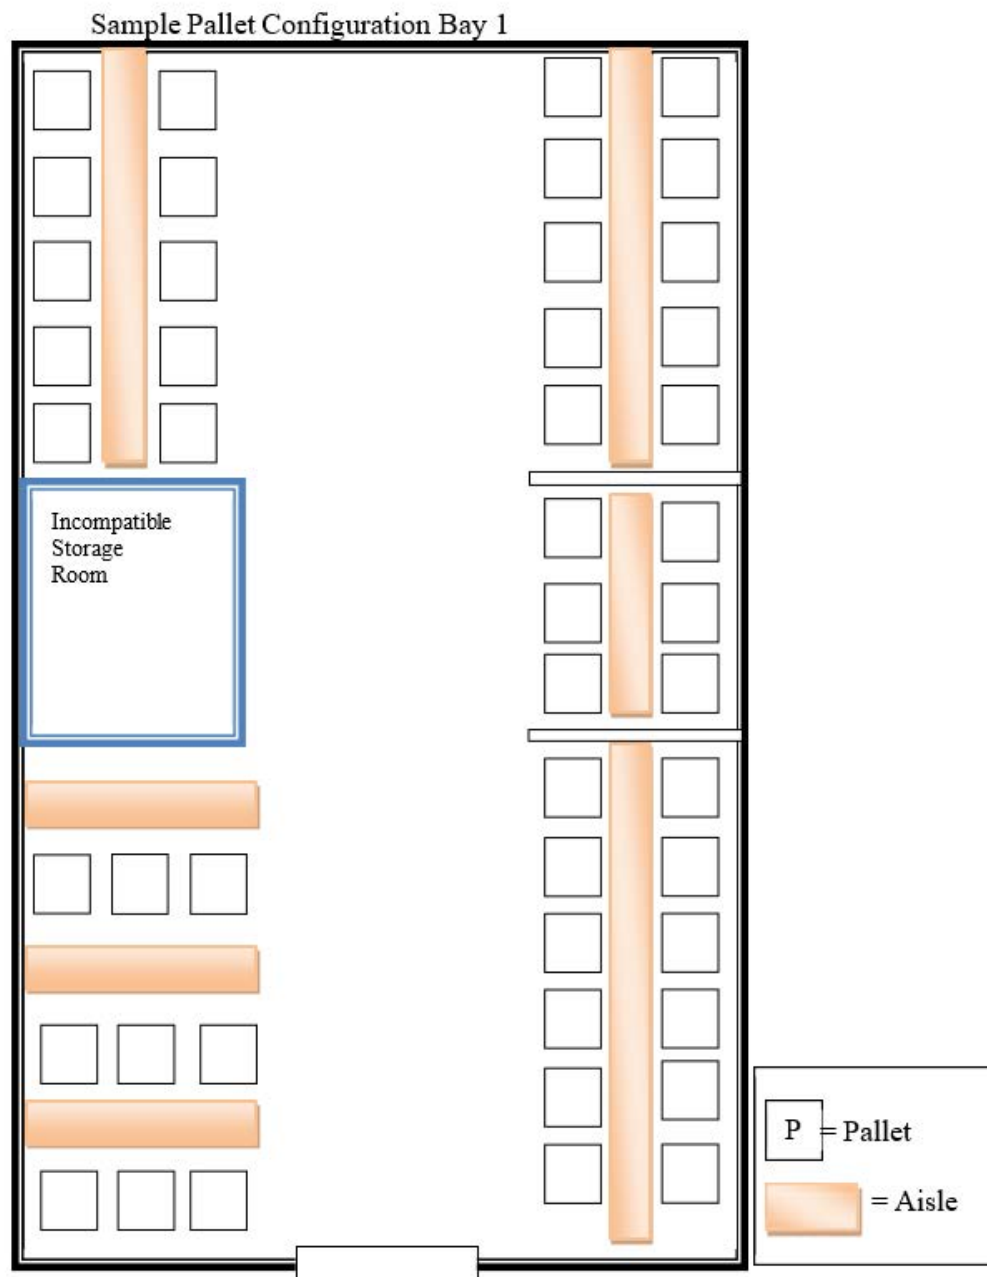 Sample Pallet Configuration Bay 1
Incompatible
Storage
Room
P = Pallet
= Aisle